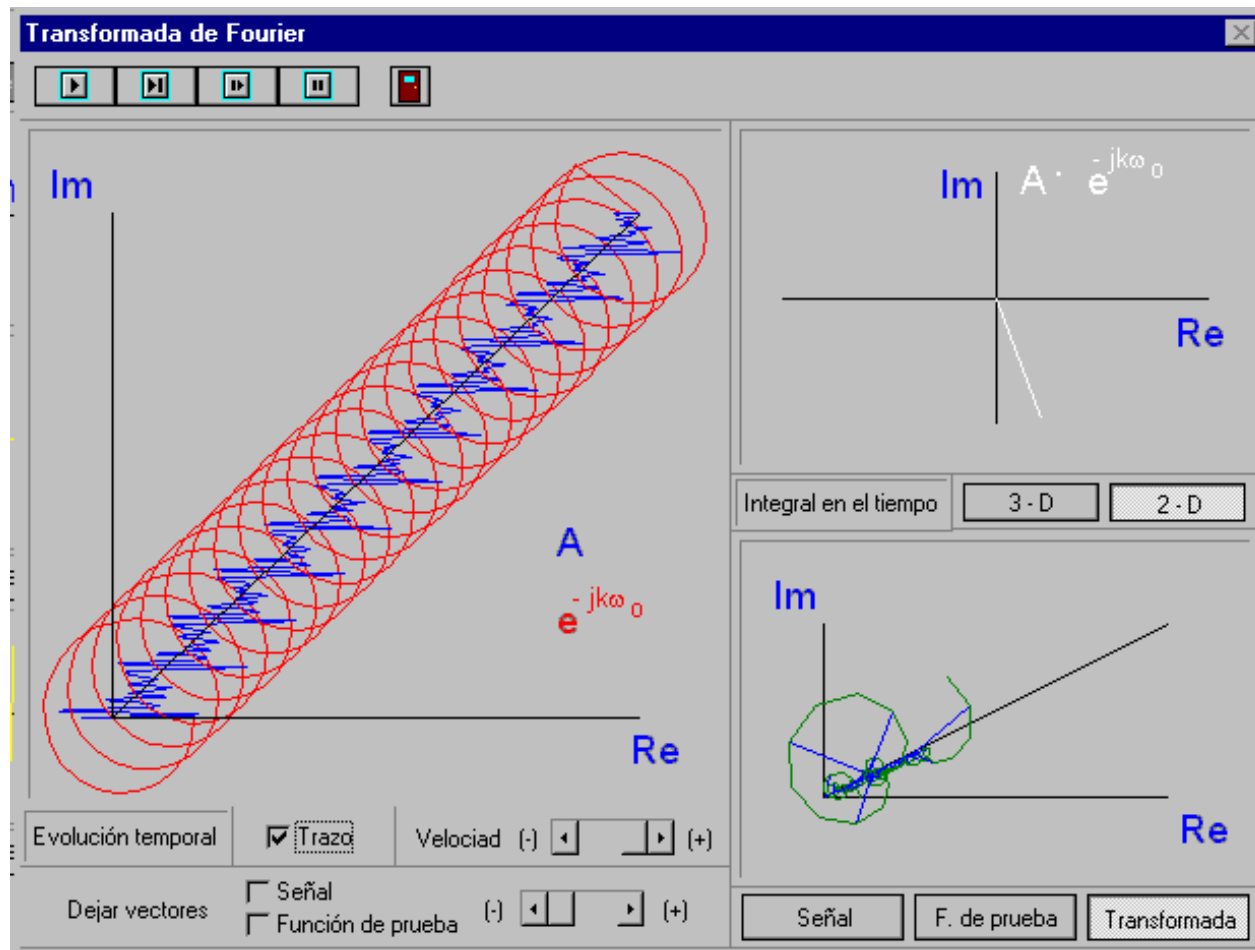 Transformada de Fourier
Im
A
e^-jkω0
Re
Evolución temporal
Trazo
Velociad (-) (+)
Dejar vectores
Señal
Función de prueba
(-) (+)
Im
A · e^-jkω0
Re
Integral en el tiempo
3 - D
2 - D
Im
Re
Señal
F. de prueba
Transformada